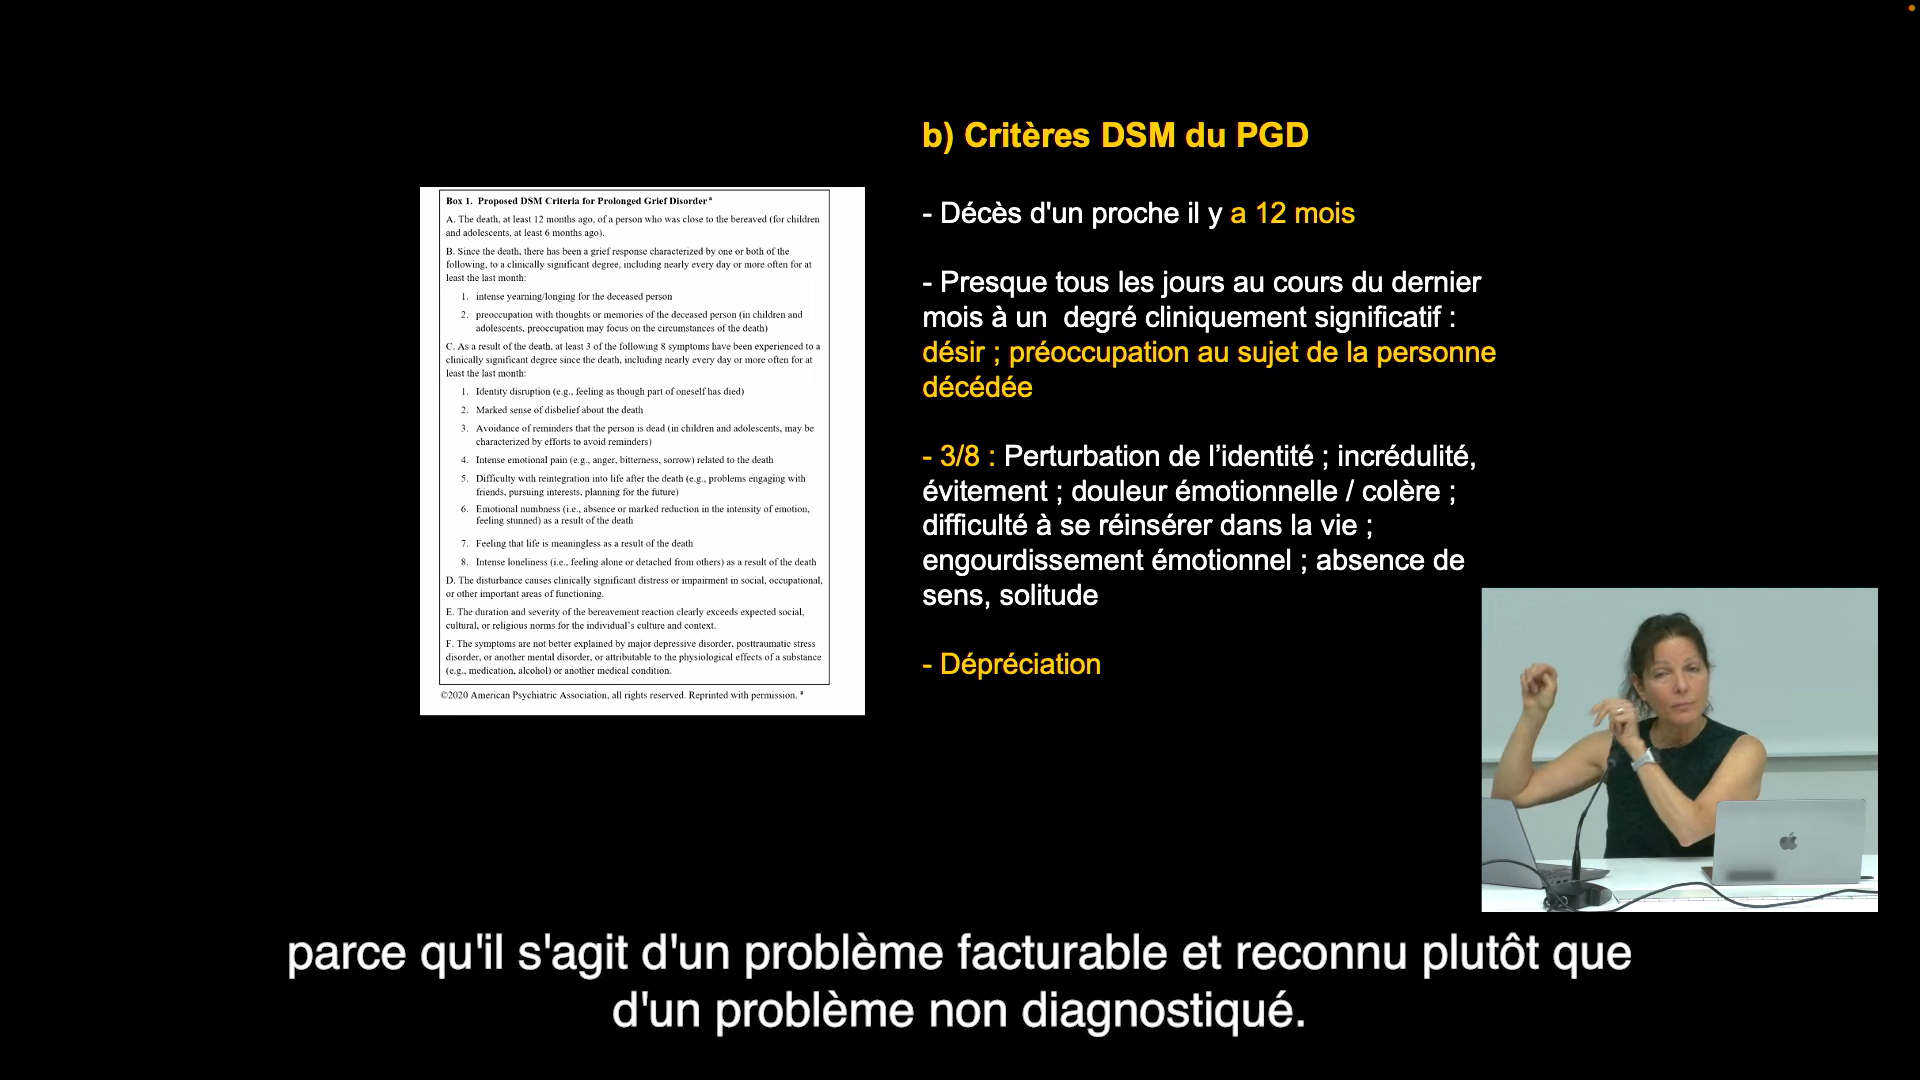 Box 1. Proposed DSM Criteria for Prolonged Grief Disorder a
A. The death, at least 12 months ago, of a person who was close to the bereaved (for children
and adolescents, at least 6 months ago).
B. Since the death, there has been a grief response characterized by one or both of the
following, to a clinically significant degree, including nearly every day or more often for at
least the last month:
1. intense yearning/longing for the deceased person
2. preoccupation with thoughts or memories of the deceased person (in children and
adolescents, preoccupation may focus on the circumstances of the death)
C. As a result of the death, at least 3 of the following 8 symptoms have been experienced to a
clinically significant degree since the death, including nearly every day or more often for at
least the last month:
1. Identity disruption (e.g., feeling as though part of oneself has died)
2. Marked sense of disbelief about the death
3. Avoidance of reminders that the person is dead (in children and adolescents, may be
characterized by efforts to avoid reminders)
4. Intense emotional pain (e.g., anger, bitterness, sorrow) related to the death
5. Difficulty with reintegration into life after the death (e.g., problems engaging with
friends, pursuing interests, planning for the future)
6. Emotional numbness (i.e., absence or marked reduction in the intensity of emotion,
feeling stunned) as a result of the death
7. Feeling that life is meaningless as a result of the death
8. Intense loneliness (i.e., feeling alone or detached from others) as a result of the death
D. The disturbance causes clinically significant distress or impairment in social, occupational,
or other important areas of functioning.
E. The duration and severity of the bereavement reaction clearly exceeds expected social,
cultural, or religious norms for the individual's culture and context.
F. The symptoms are not better explained by major depressive disorder, posttraumatic stress
disorder, or another mental disorder, or attributable to the physiological effects of a substance
(e.g., medication, alcohol) or another medical condition.
©2020 American Psychiatric Association, all rights reserved. Reprinted with permission. a
b) Critères DSM du PGD
- Décès d'un proche il y a 12 mois
- Presque tous les jours au cours du dernier
mois à un degré cliniquement significatif :
désir ; préoccupation au sujet de la personne
décédée
- 3/8 : Perturbation de l’identité ; incrédulité,
évitement ; douleur émotionnelle / colère ;
difficulté à se réinsérer dans la vie ;
engourdissement émotionnel ; absence de
sens, solitude
- Dépréciation
parce qu'il s'agit d'un problème facturable et reconnu plutôt que
d'un problème non diagnostiqué.